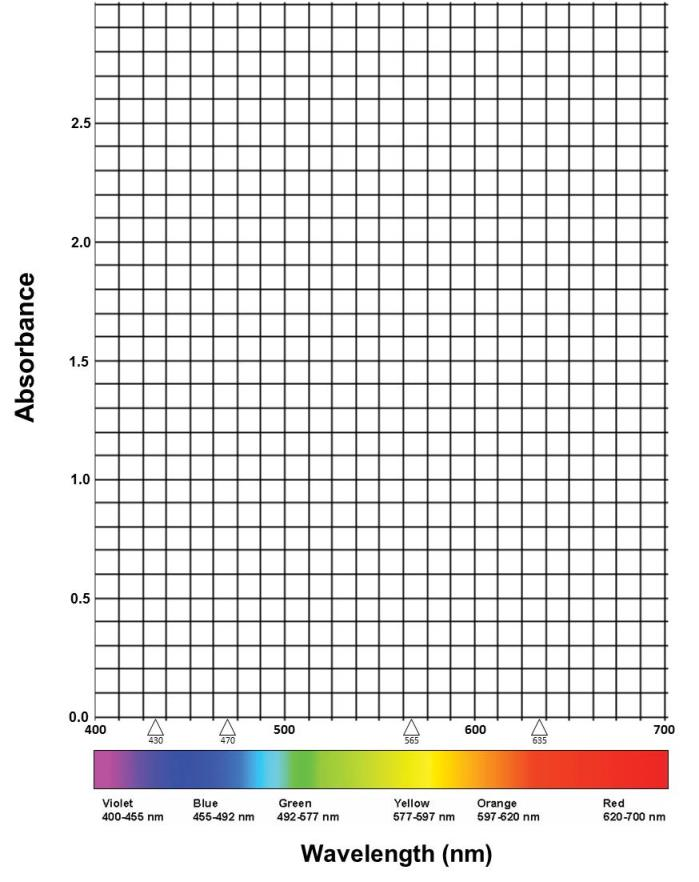 Absorbance
2.5
2.0
1.5
1.0
0.5
0.0
400 500 600 700
430 470 565 635
Violet Blue Green Yellow Orange Red
400-455 nm 455-492 nm 492-577 nm 577-597 nm 597-620 nm 620-700 nm
Wavelength (nm)